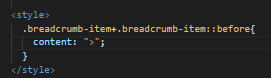 <style>
.breadcrumb-item+.breadcrumb-item::before{
content: ">";
}
</style>